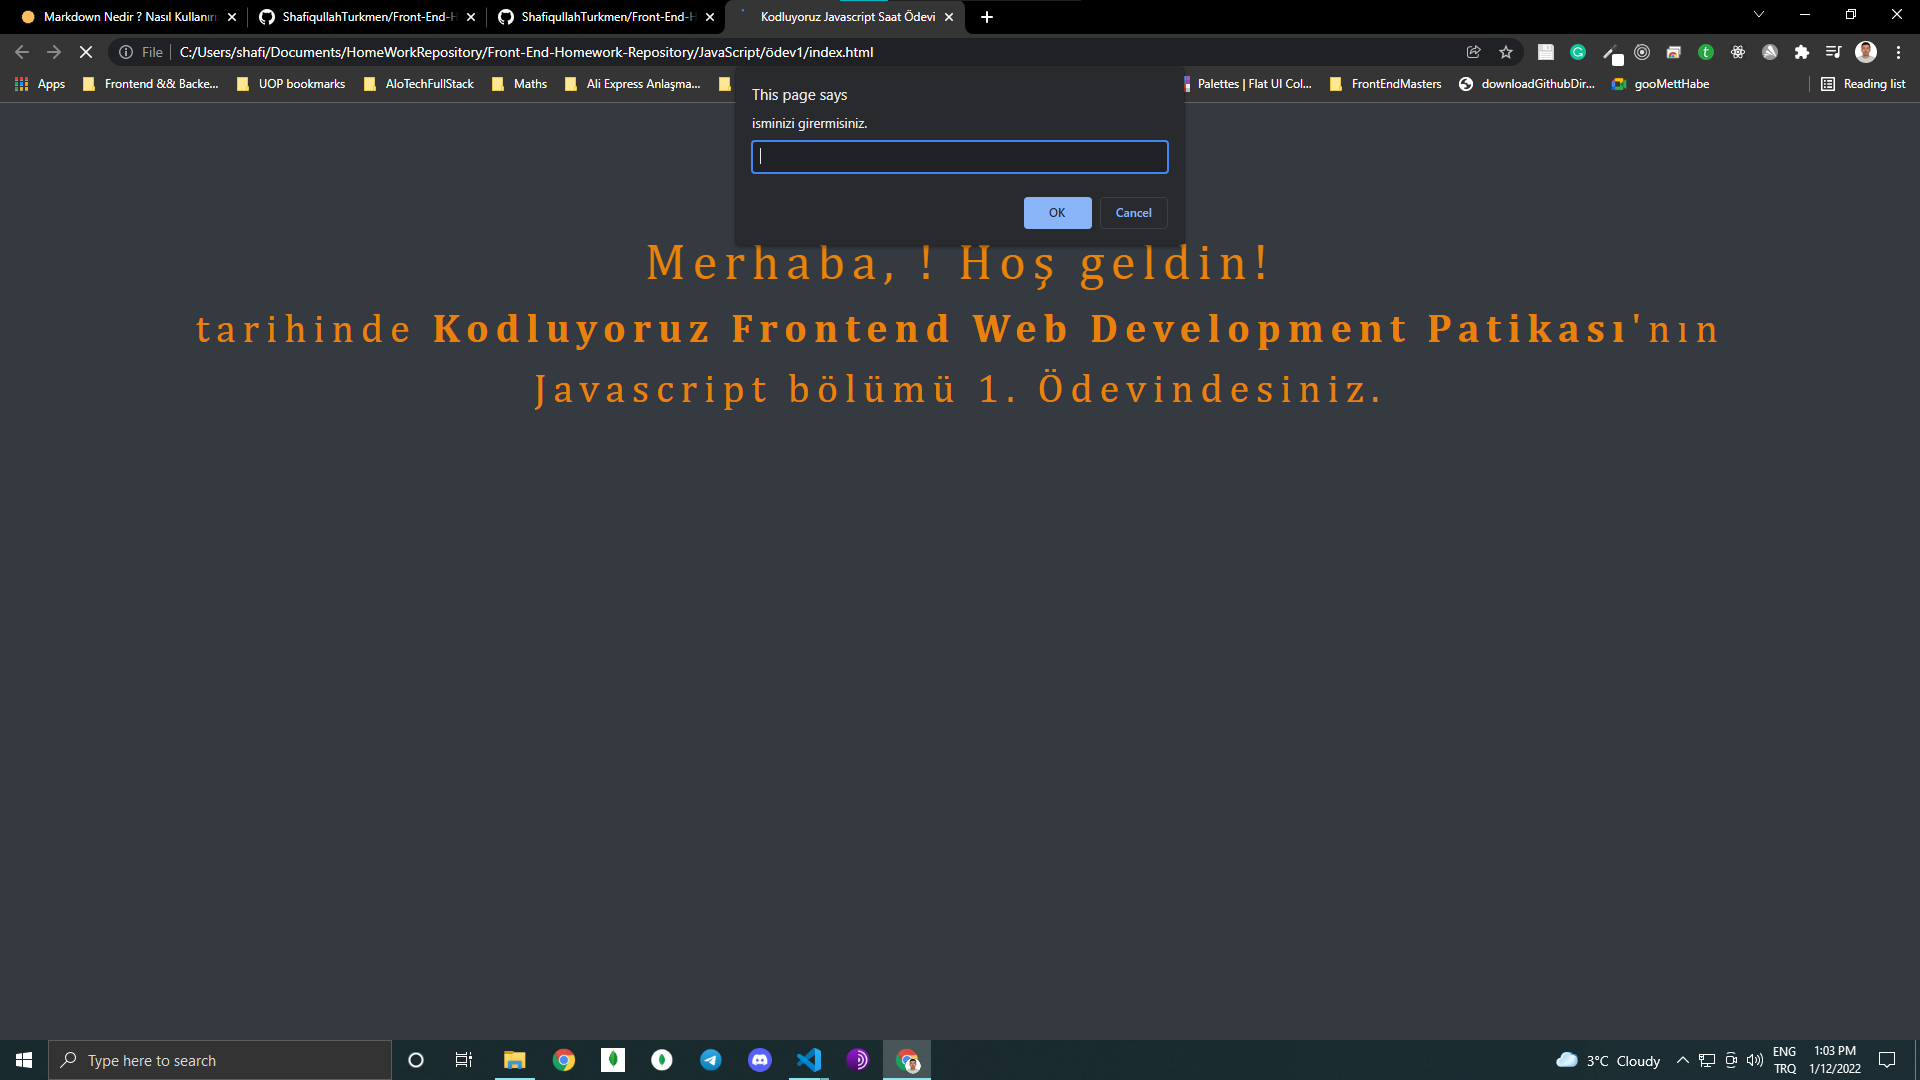 Markdown Nedir ? Nasıl Kullanırı
ShafiqullahTurkmen/Front-End-H
ShafiqullahTurkmen/Front-End-H
Kodluyoruz Javascript Saat Ödevi
File
C:/Users/shafi/Documents/HomeWorkRepository/Front-End-Homework-Repository/JavaScript/ödev1/index.html
Apps
Frontend && Backe...
UOP bookmarks
AloTechFullStack
Maths
Ali Express Anlaşma...
Palettes | Flat UI Col...
FrontEndMasters
downloadGithubDir...
gooMettHabe
Reading list
This page says
isminizi girermisiniz.
OK
Cancel
Merhaba, ! Hoş geldin!
tarihinde Kodluyoruz Frontend Web Development Patikası'nın
Javascript bölümü 1. Ödevindesiniz.
Type here to search
3°C Cloudy
ENG
TRQ
1:03 PM
1/12/2022